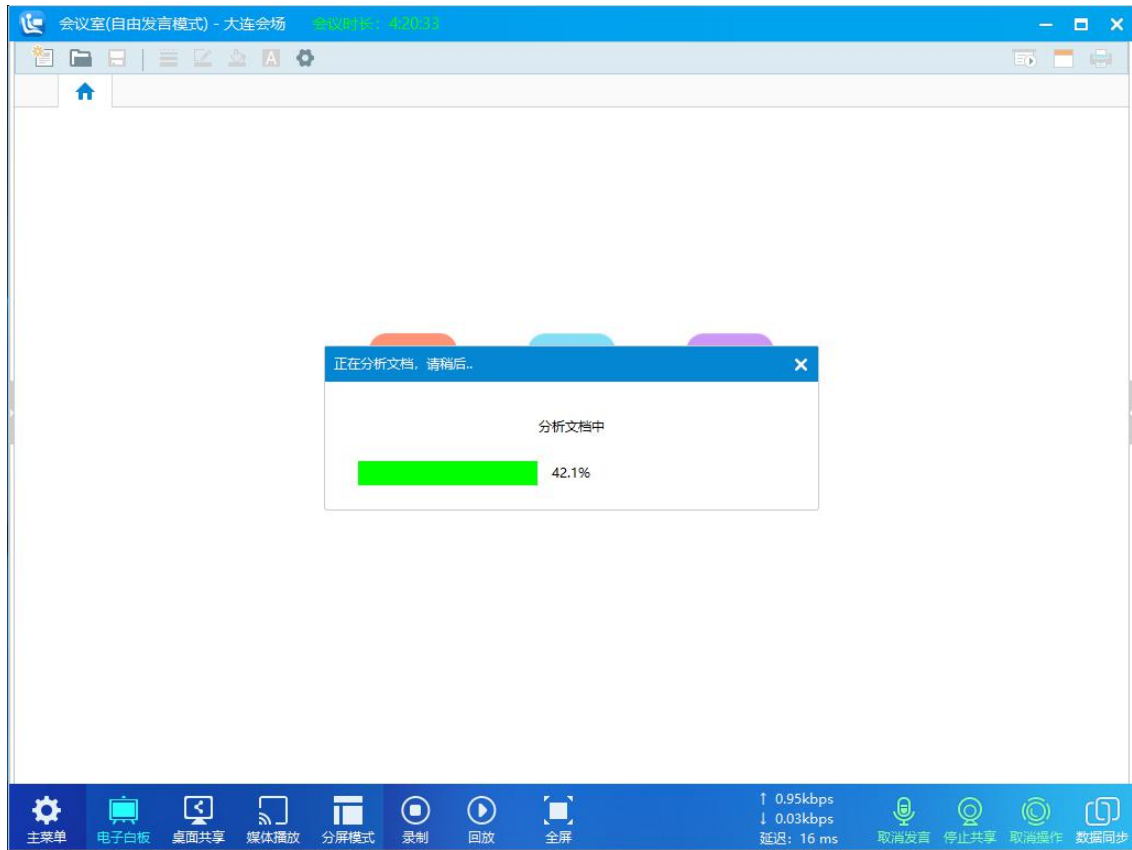 会议室(自由发言模式) - 大连会场 会议时长：4:20:33
正在分析文档，请稍后..
分析文档中
42.1%
↑ 0.95kbps
↓ 0.03kbps
延迟：16 ms
主菜单 电子白板 桌面共享 媒体播放 分屏模式 录制 回放 全屏 取消发言 停止共享 取消操作 数据同步